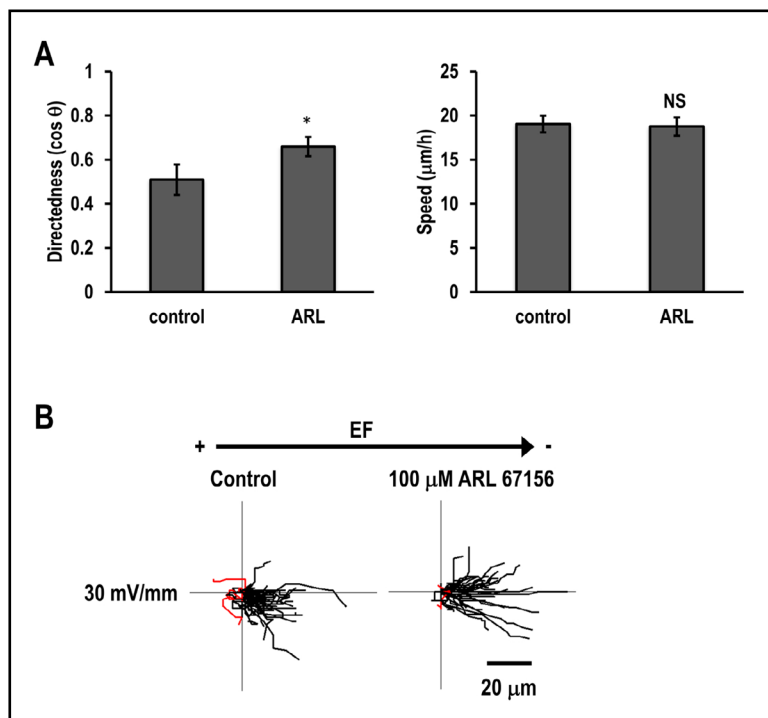 A
Directedness (cos θ)
1
0.8
0.6
0.4
0.2
0
*
control
ARL
Speed (μm/h)
25
20
15
10
5
0
NS
control
ARL
B
EF
+
-
Control
100 μM ARL 67156
30 mV/mm
20 μm